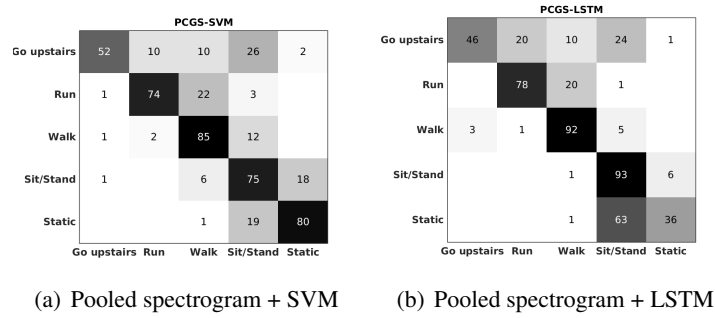 PCGS-SVM
Go upstairs 52 10 10 26 2
Run 1 74 22 3
Walk 1 2 85 12
Sit/Stand 1 6 75 18
Static 1 19 80
Go upstairs Run Walk Sit/Stand Static
(a) Pooled spectrogram + SVM
PCGS-LSTM
Go upstairs 46 20 10 24 1
Run 78 20 1
Walk 3 1 92 5
Sit/Stand 1 93 6
Static 1 63 36
Go upstairs Run Walk Sit/Stand Static
(b) Pooled spectrogram + LSTM